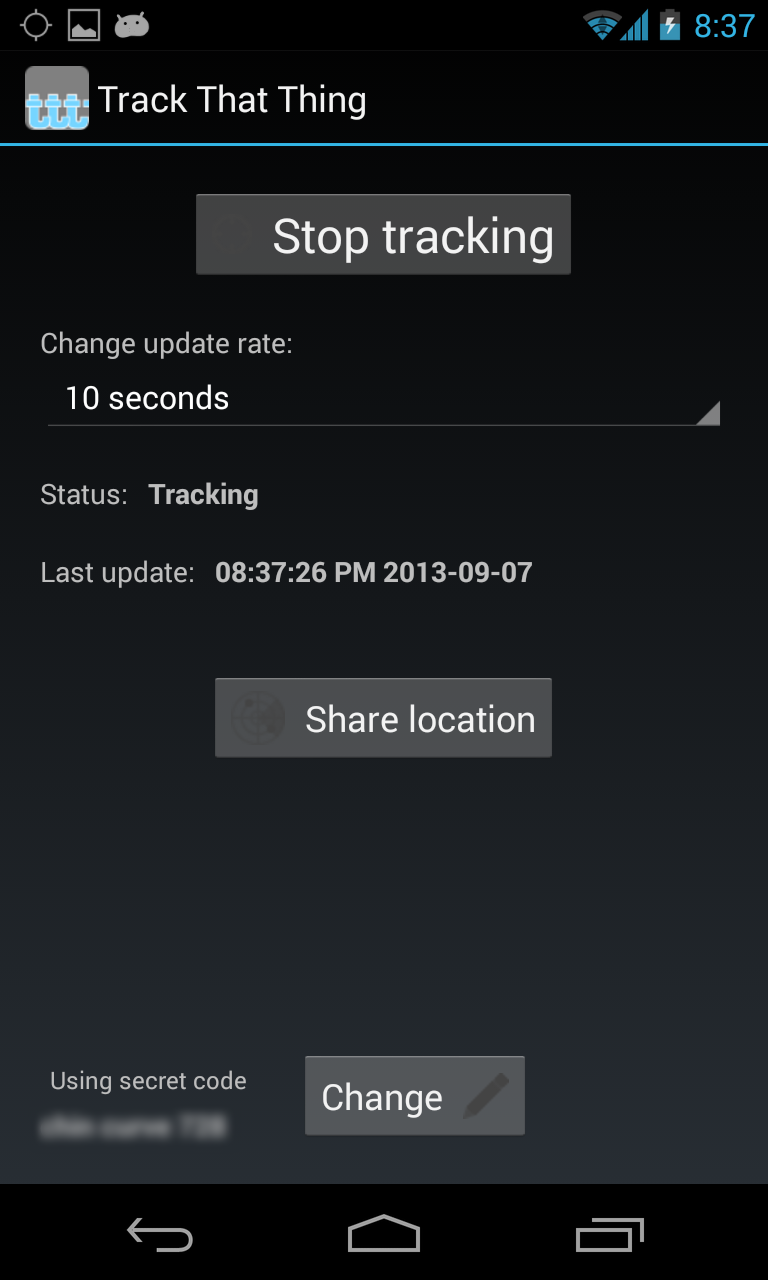 8:37
ttt
Track That Thing
Stop tracking
Change update rate:
10 seconds
Status: Tracking
Last update: 08:37:26 PM 2013-09-07
Share location
Using secret code
Change